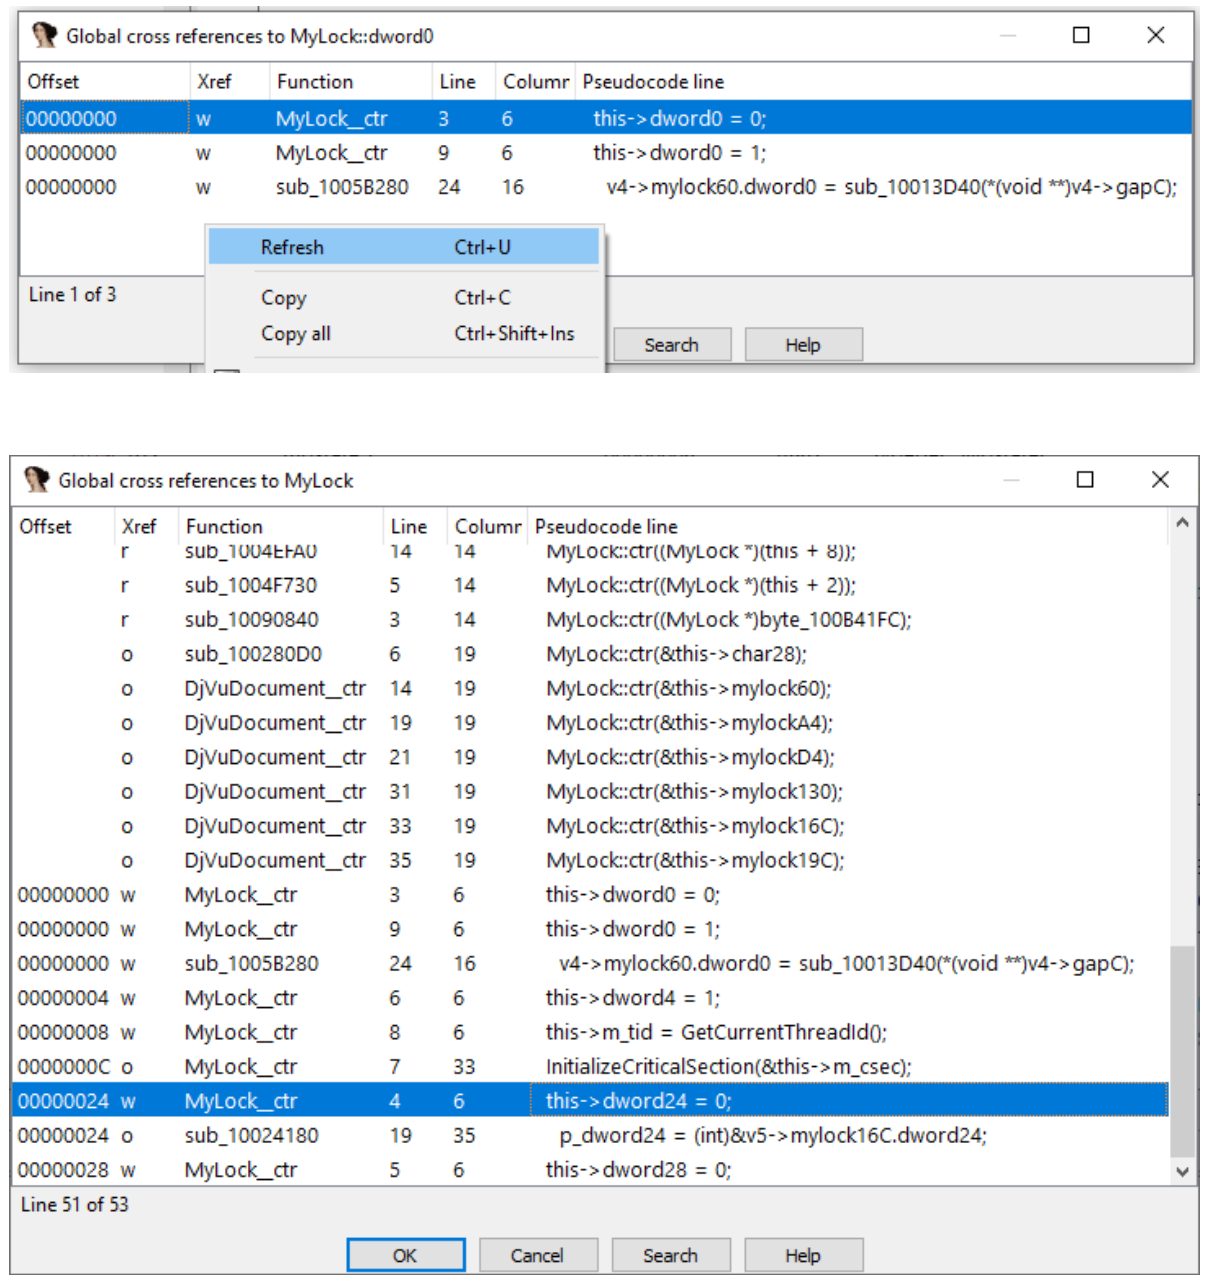 Global cross references to MyLock::dword0
Offset Xref Function Line Column Pseudocode line
00000000 w MyLock__ctr 3 6 this->dword0 = 0;
00000000 w MyLock__ctr 9 6 this->dword0 = 1;
00000000 w sub_1005B280 24 16 v4->mylock60.dword0 = sub_10013D40(*(void **)v4->gapC);
Refresh Ctrl+U
Line 1 of 3
Copy Ctrl+C
Copy all Ctrl+Shift+Ins
Search Help
Global cross references to MyLock
Offset Xref Function Line Column Pseudocode line
r sub_1004EFA0 14 14 MyLock::ctr((MyLock *)(this + 8));
r sub_1004F730 5 14 MyLock::ctr((MyLock *)(this + 2));
r sub_10090840 3 14 MyLock::ctr((MyLock *)byte_100B41FC);
o sub_100280D0 6 19 MyLock::ctr(&this->char28);
o DjVuDocument__ctr 14 19 MyLock::ctr(&this->mylock60);
o DjVuDocument__ctr 19 19 MyLock::ctr(&this->mylockA4);
o DjVuDocument__ctr 21 19 MyLock::ctr(&this->mylockD4);
o DjVuDocument__ctr 31 19 MyLock::ctr(&this->mylock130);
o DjVuDocument__ctr 33 19 MyLock::ctr(&this->mylock16C);
o DjVuDocument__ctr 35 19 MyLock::ctr(&this->mylock19C);
00000000 w MyLock__ctr 3 6 this->dword0 = 0;
00000000 w MyLock__ctr 9 6 this->dword0 = 1;
00000000 w sub_1005B280 24 16 v4->mylock60.dword0 = sub_10013D40(*(void **)v4->gapC);
00000004 w MyLock__ctr 6 6 this->dword4 = 1;
00000008 w MyLock__ctr 8 6 this->m_tid = GetCurrentThreadId();
0000000C o MyLock__ctr 7 33 InitializeCriticalSection(&this->m_csec);
00000024 w MyLock__ctr 4 6 this->dword24 = 0;
00000024 o sub_10024180 19 35 p_dword24 = (int)&v5->mylock16C.dword24;
00000028 w MyLock__ctr 5 6 this->dword28 = 0;
Line 51 of 53
OK Cancel Search Help